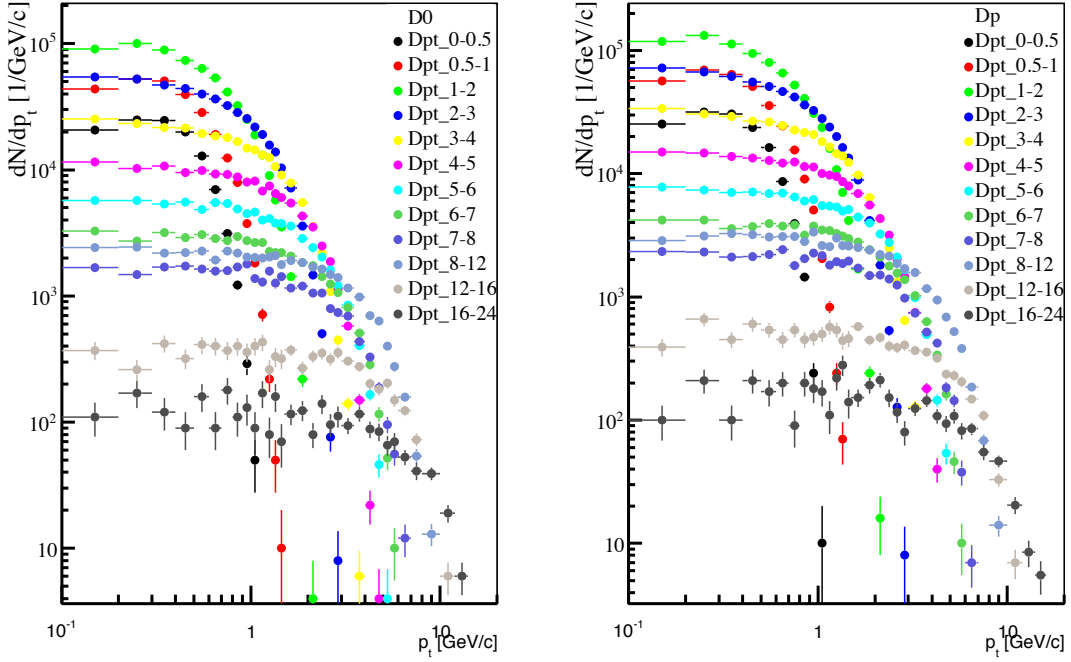 D0
Dpt_0-0.5
Dpt_0.5-1
Dpt_1-2
Dpt_2-3
Dpt_3-4
Dpt_4-5
Dpt_5-6
Dpt_6-7
Dpt_7-8
Dpt_8-12
Dpt_12-16
Dpt_16-24
dN/dp_t [1/GeV/c]
10^5
10^4
10^3
10^2
10
10^-1
1
10
p_t [GeV/c]
Dp
Dpt_0-0.5
Dpt_0.5-1
Dpt_1-2
Dpt_2-3
Dpt_3-4
Dpt_4-5
Dpt_5-6
Dpt_6-7
Dpt_7-8
Dpt_8-12
Dpt_12-16
Dpt_16-24
dN/dp_t [1/GeV/c]
10^5
10^4
10^3
10^2
10
10^-1
1
10
p_t [GeV/c]